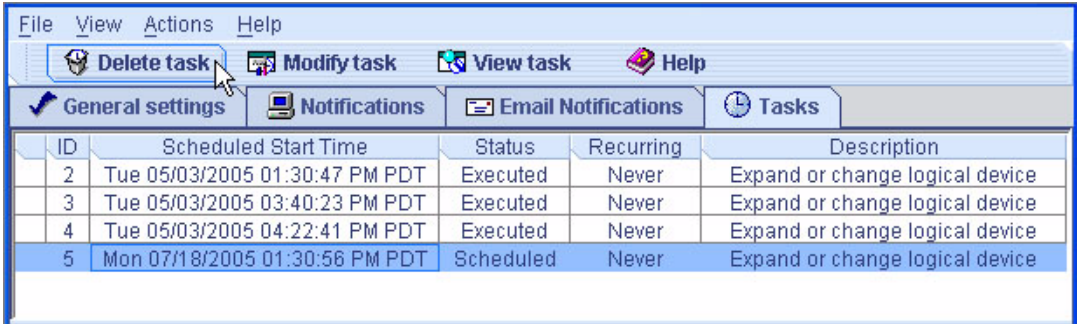 File View Actions Help
Delete task Modify task View task Help
General settings Notifications Email Notifications Tasks
ID Scheduled Start Time Status Recurring Description
2 Tue 05/03/2005 01:30:47 PM PDT Executed Never Expand or change logical device
3 Tue 05/03/2005 03:40:23 PM PDT Executed Never Expand or change logical device
4 Tue 05/03/2005 04:22:41 PM PDT Executed Never Expand or change logical device
5 Mon 07/18/2005 01:30:56 PM PDT Scheduled Never Expand or change logical device